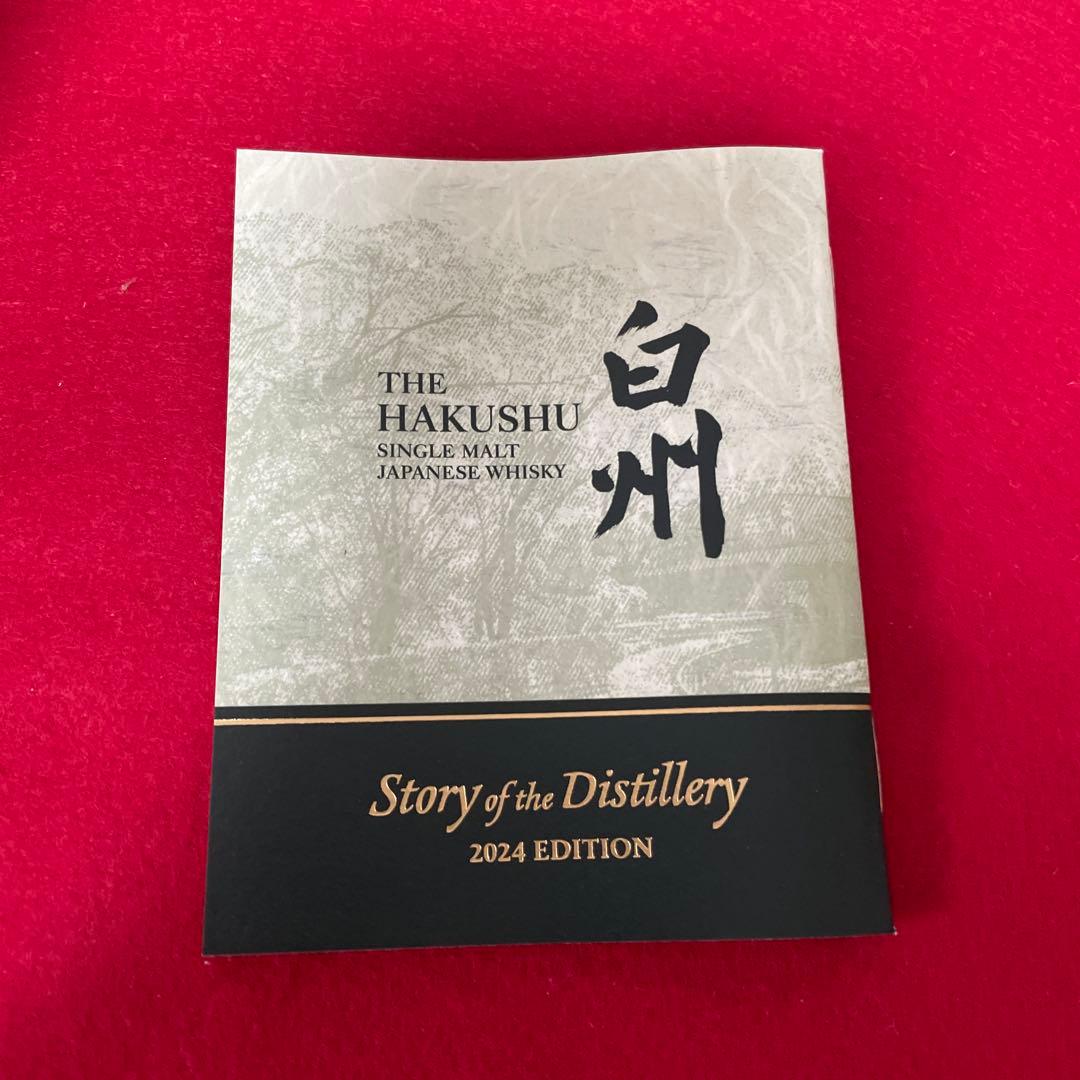 THE
HAKUSHU
SINGLE MALT
JAPANESE WHISKY
白州
Story of the Distillery
2024 EDITION